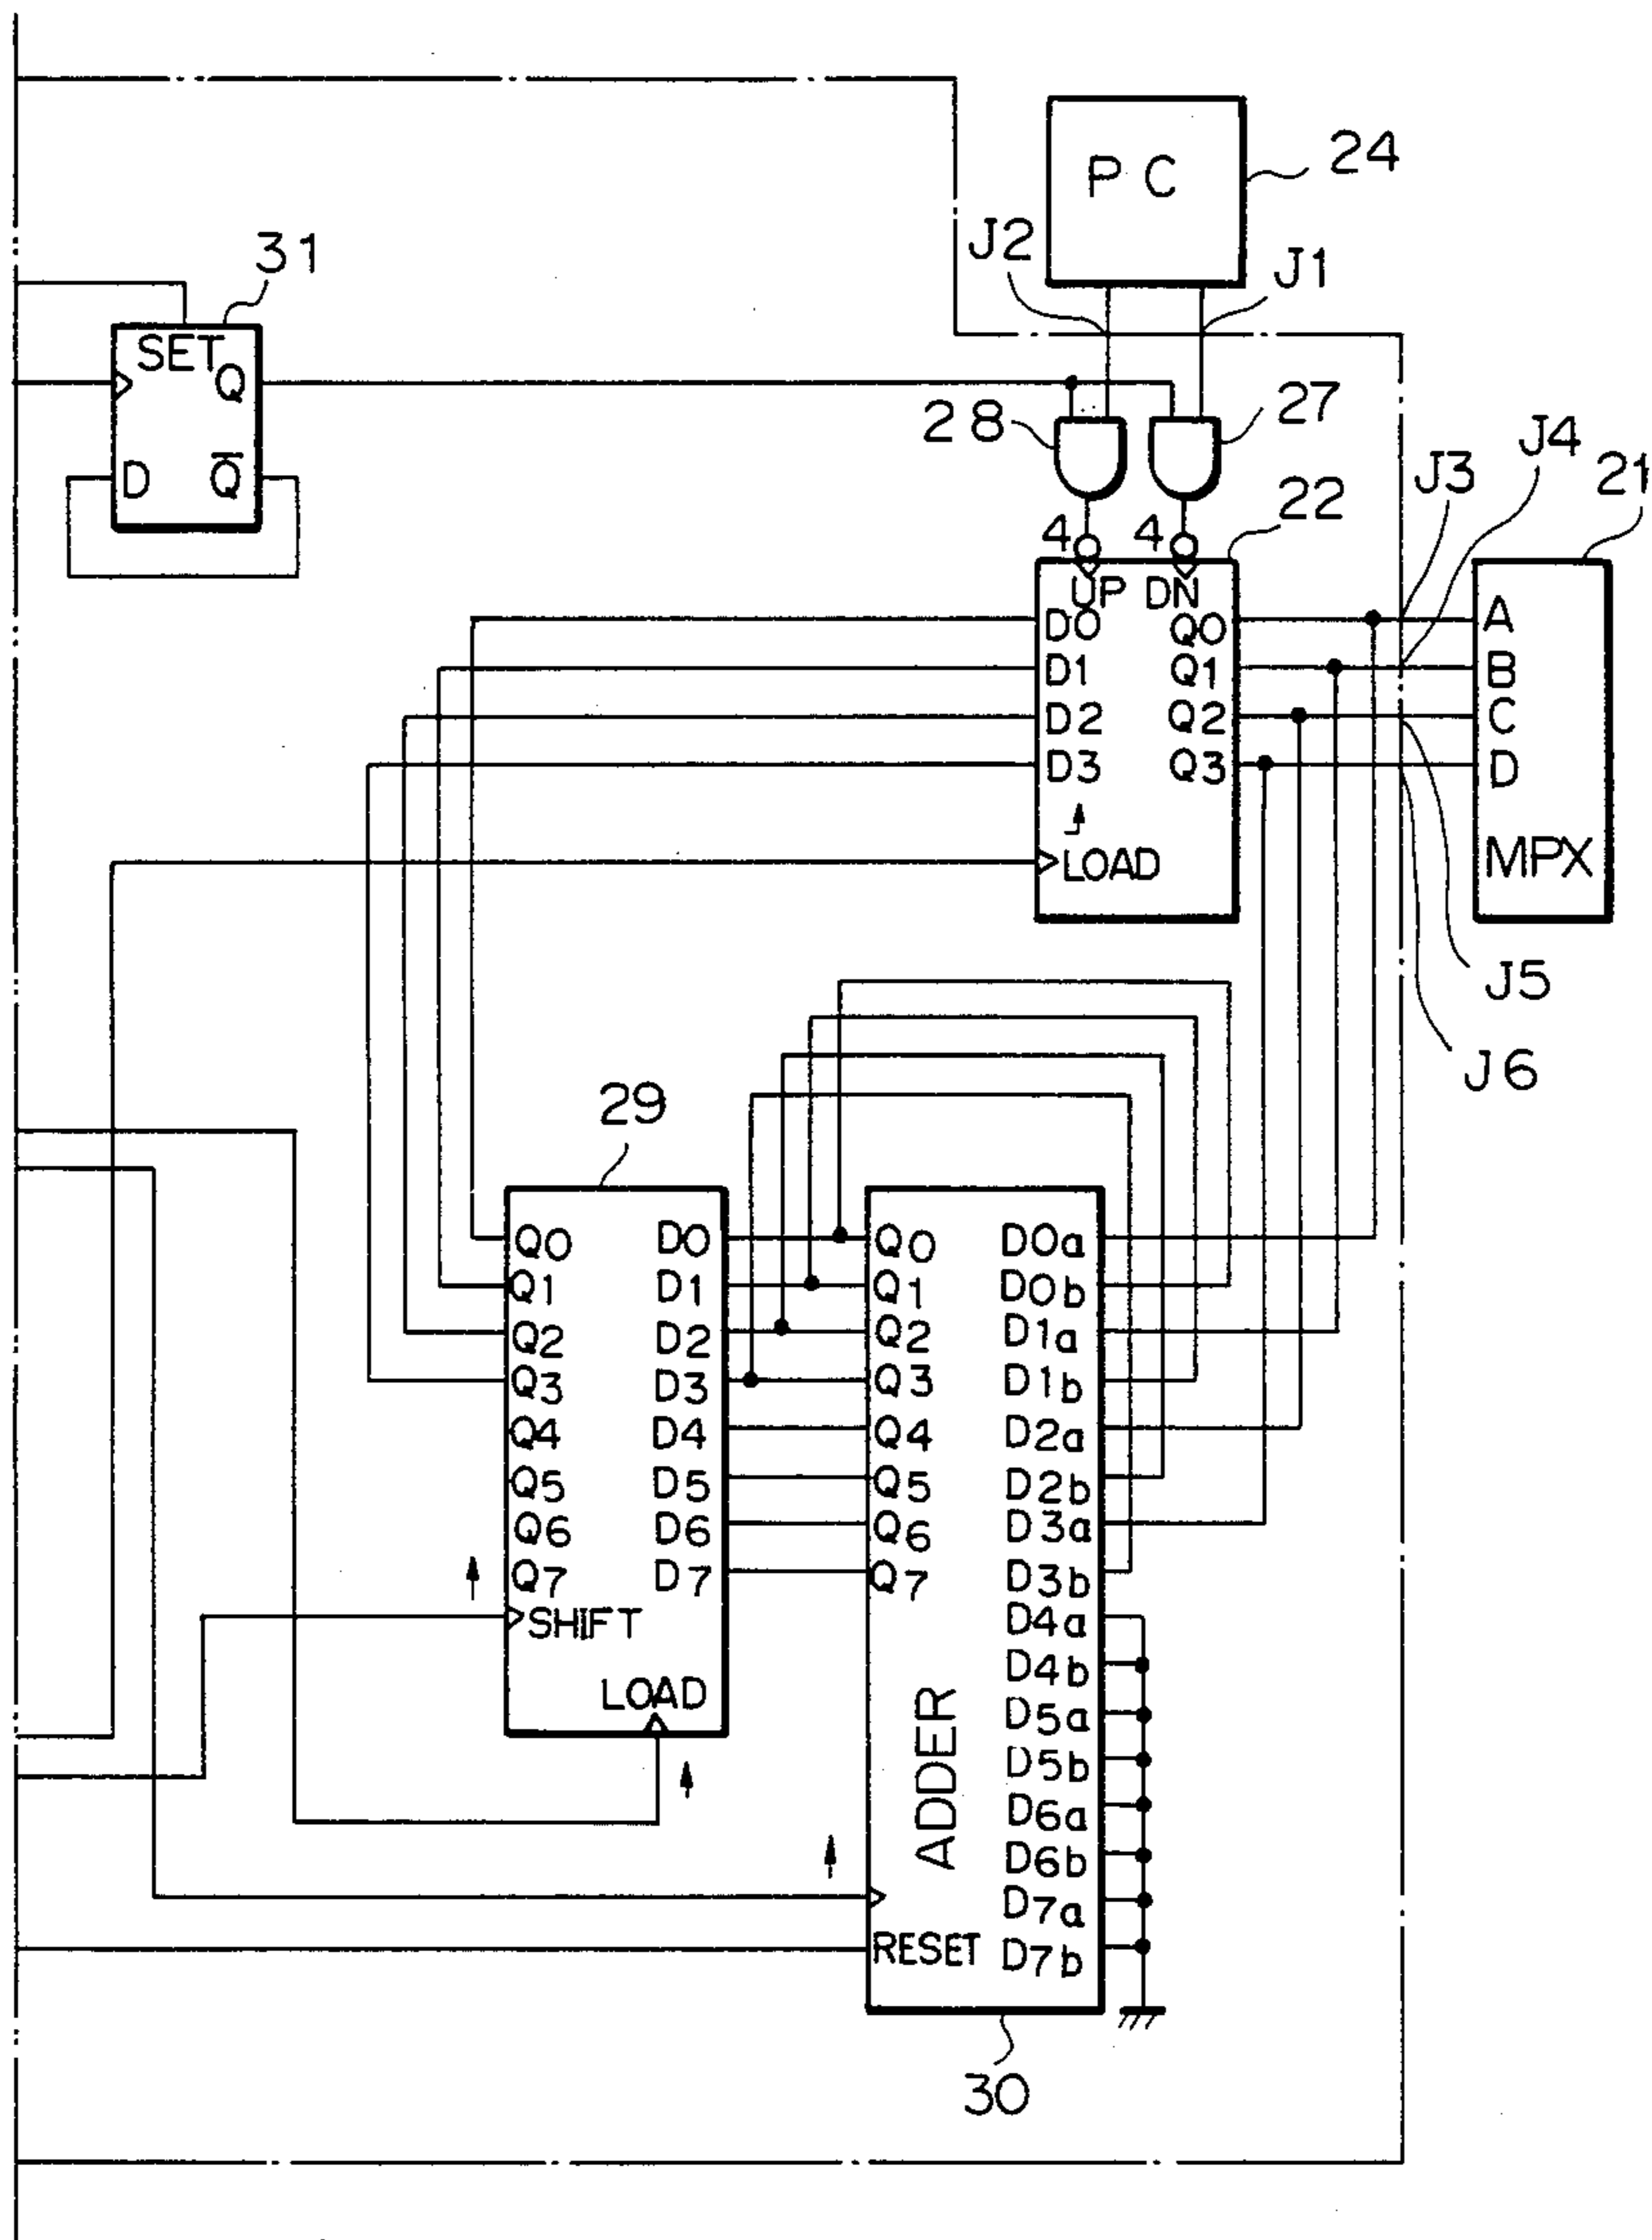 PC
24
J2
J1
31
SET
Q
D
Q̅
28
27
4
4
22
J3
J4
21
UP DN
D0 Q0
D1 Q1
D2 Q2
D3 Q3
LOAD
A
B
C
D
MPX
J5
J6
29
Q0 D0
Q1 D1
Q2 D2
Q3 D3
Q4 D4
Q5 D5
Q6 D6
Q7 D7
SHIFT
LOAD
Q0 D0a
Q1 D0b
Q2 D1a
Q3 D1b
Q4 D2a
Q5 D2b
Q6 D3a
Q7 D3b
D4a
D4b
D5a
D5b
D6a
D6b
D7a
D7b
ADDER
RESET
30